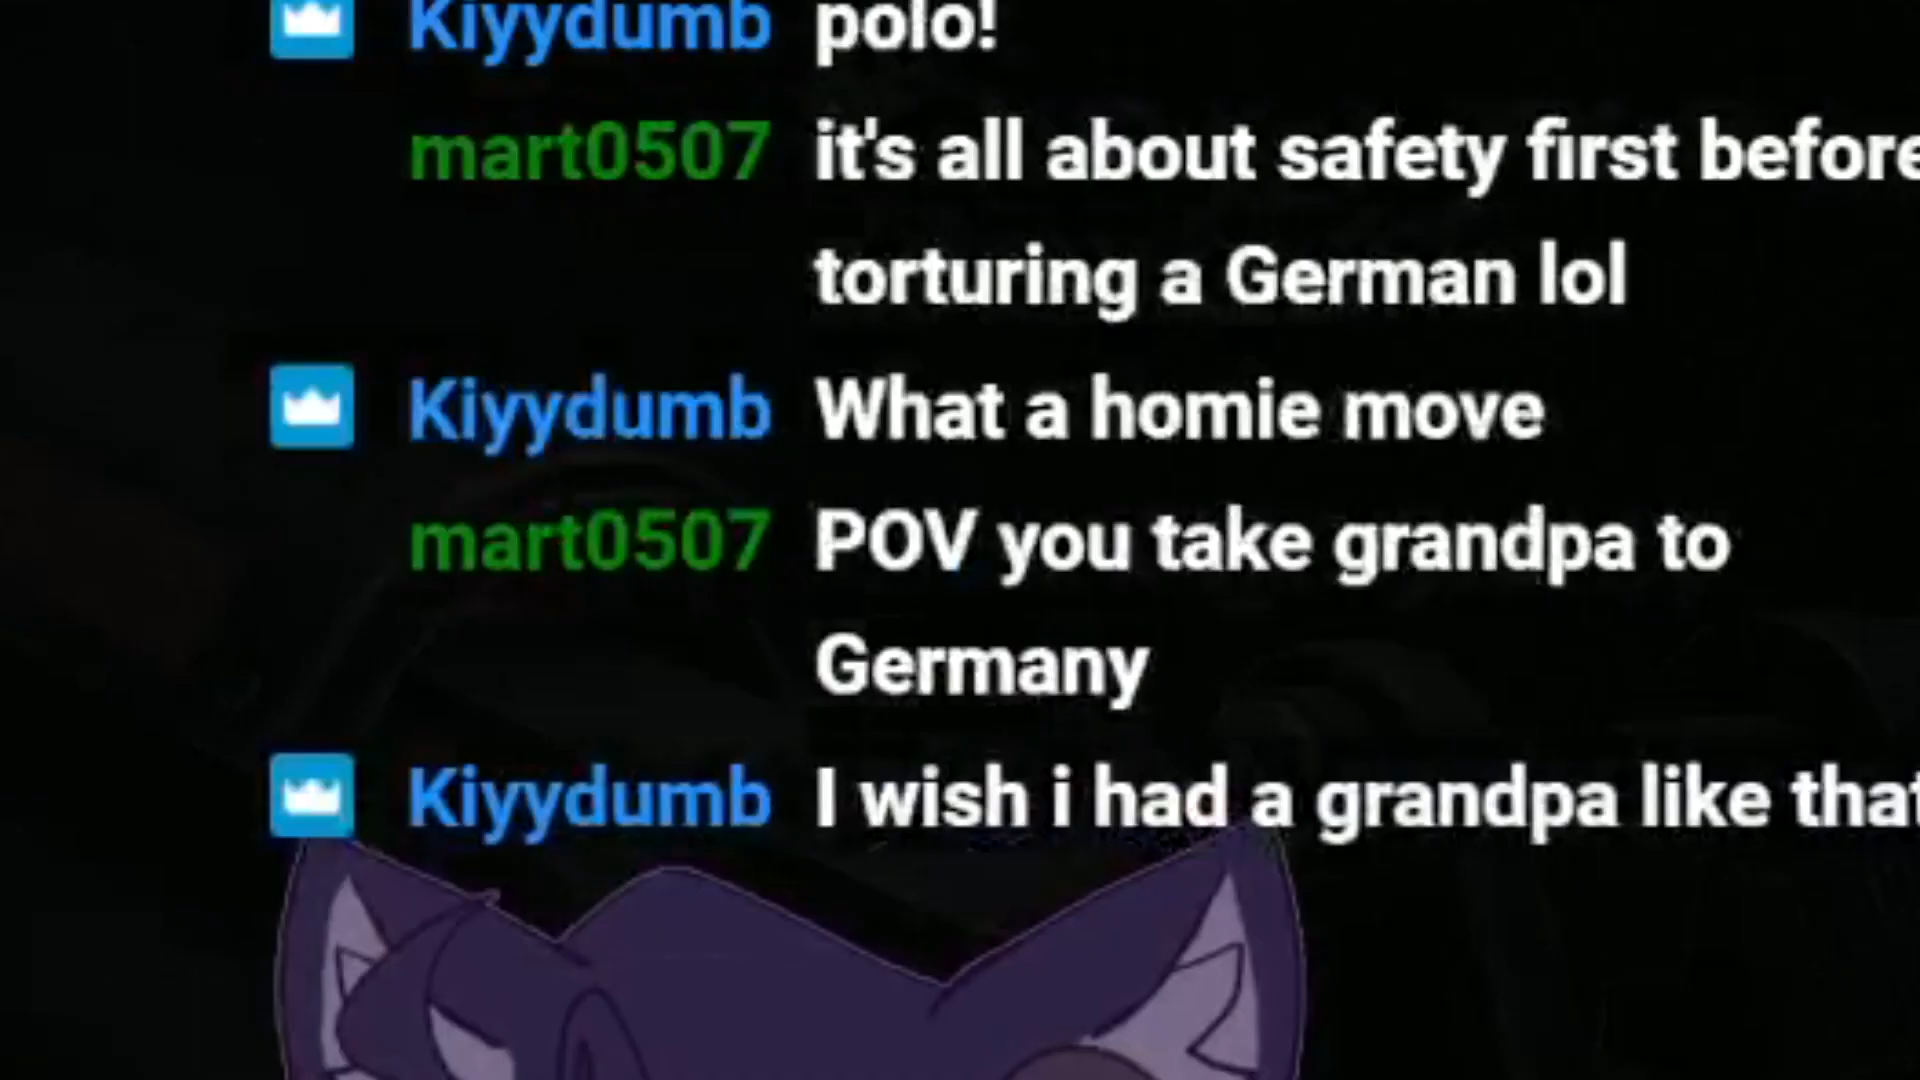 Kiyydumb polo!
mart0507 it's all about safety first before
torturing a German lol
Kiyydumb What a homie move
mart0507 POV you take grandpa to
Germany
Kiyydumb I wish i had a grandpa like that